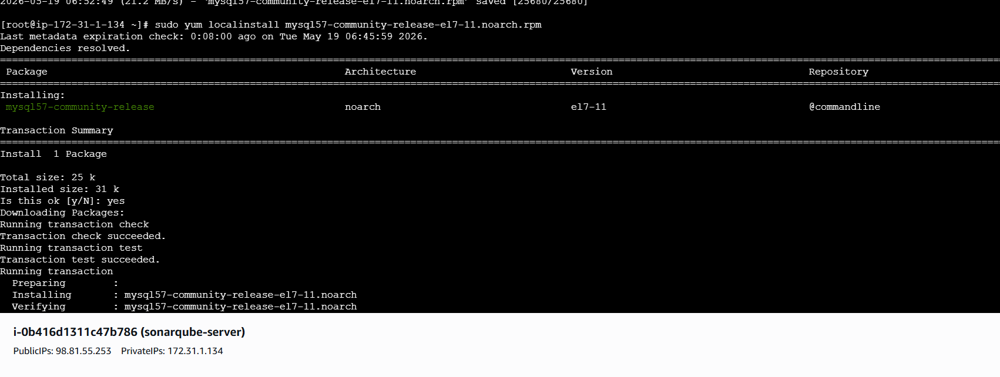 2026-05-19 06:52:49 (21.2 MB/s) - ‘mysql57-community-release-el7-11.noarch.rpm’ saved [25680/25680]
[root@ip-172-31-1-134 ~]# sudo yum localinstall mysql57-community-release-el7-11.noarch.rpm
Last metadata expiration check: 0:08:00 ago on Tue May 19 06:45:59 2026.
Dependencies resolved.
Package Architecture Version Repository
Installing:
mysql57-community-release noarch el7-11 @commandline
Transaction Summary
Install 1 Package
Total size: 25 k
Installed size: 31 k
Is this ok [y/N]: yes
Downloading Packages:
Running transaction check
Transaction check succeeded.
Running transaction test
Transaction test succeeded.
Running transaction
Preparing :
Installing : mysql57-community-release-el7-11.noarch
Verifying : mysql57-community-release-el7-11.noarch
i-0b416d1311c47b786 (sonarqube-server)
PublicIPs: 98.81.55.253 PrivateIPs: 172.31.1.134